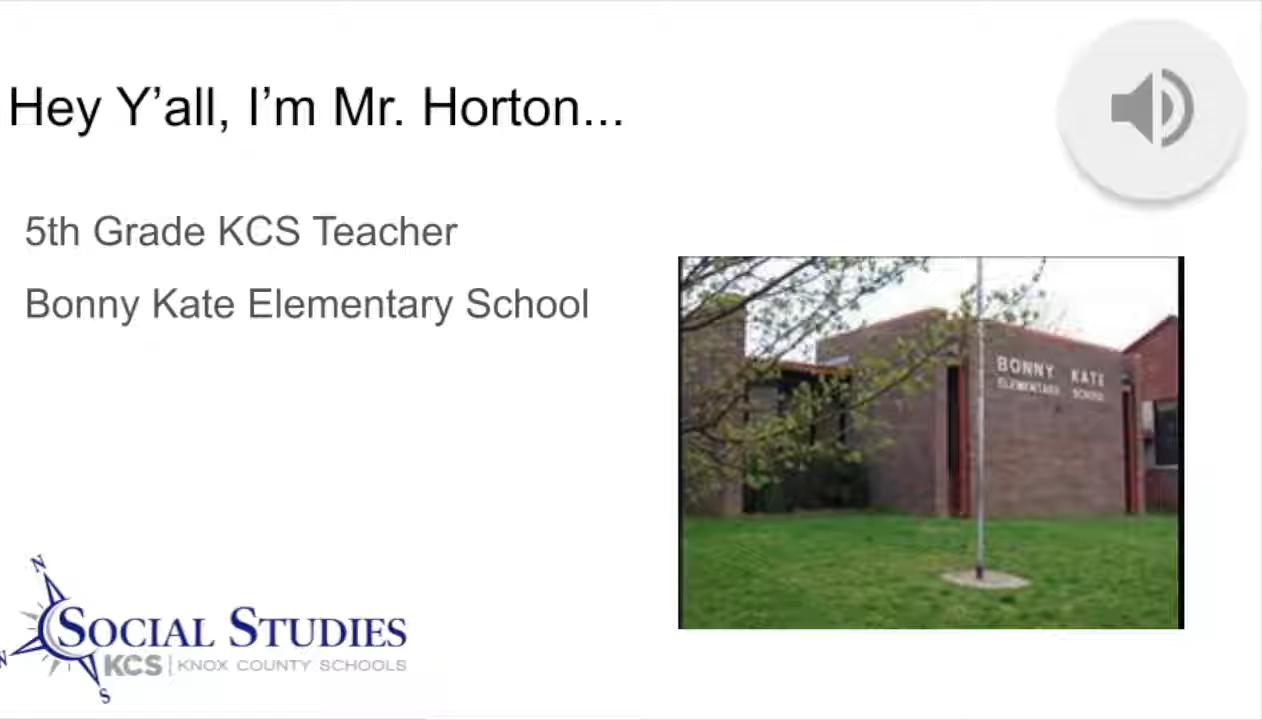 Hey Y’all, I’m Mr. Horton...
5th Grade KCS Teacher
Bonny Kate Elementary School
BONNY KATE
ELEMENTARY SCHOOL
N
SOCIAL STUDIES
KCS | KNOX COUNTY SCHOOLS
S